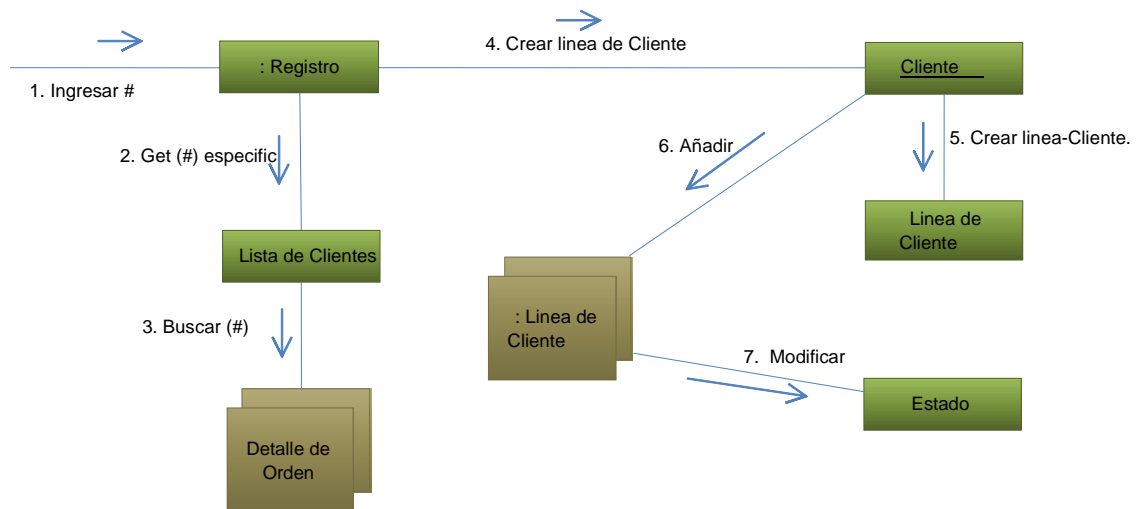 4. Crear linea de Cliente
: Registro
Cliente
1. Ingresar #
2. Get (#) especific
6. Añadir
5. Crear linea-Cliente.
Linea de
Cliente
Lista de Clientes
: Linea de
Cliente
3. Buscar (#)
7. Modificar
Estado
Detalle de
Orden